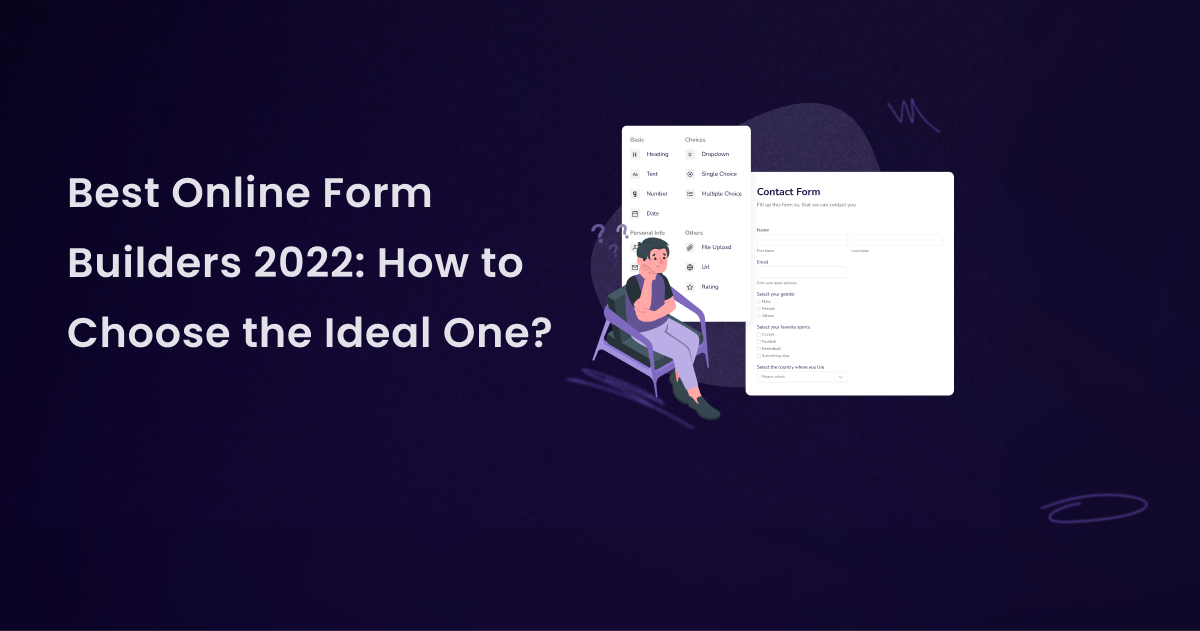 Best Online Form
Builders 2022: How to
Choose the Ideal One?
Basic
Choices
Heading
Dropdown
Text
Single Choice
Number
Multiple Choice
Date
Personal Info
Others
File Upload
Url
Rating
Contact Form
Fill up this form so, that we can contact you
Name
First Name
Last Name
Email
Select your gender
Male
Female
Others
Select your favorite sports
Cricket
Football
Basketball
Something else
Select the country where you live
Please select